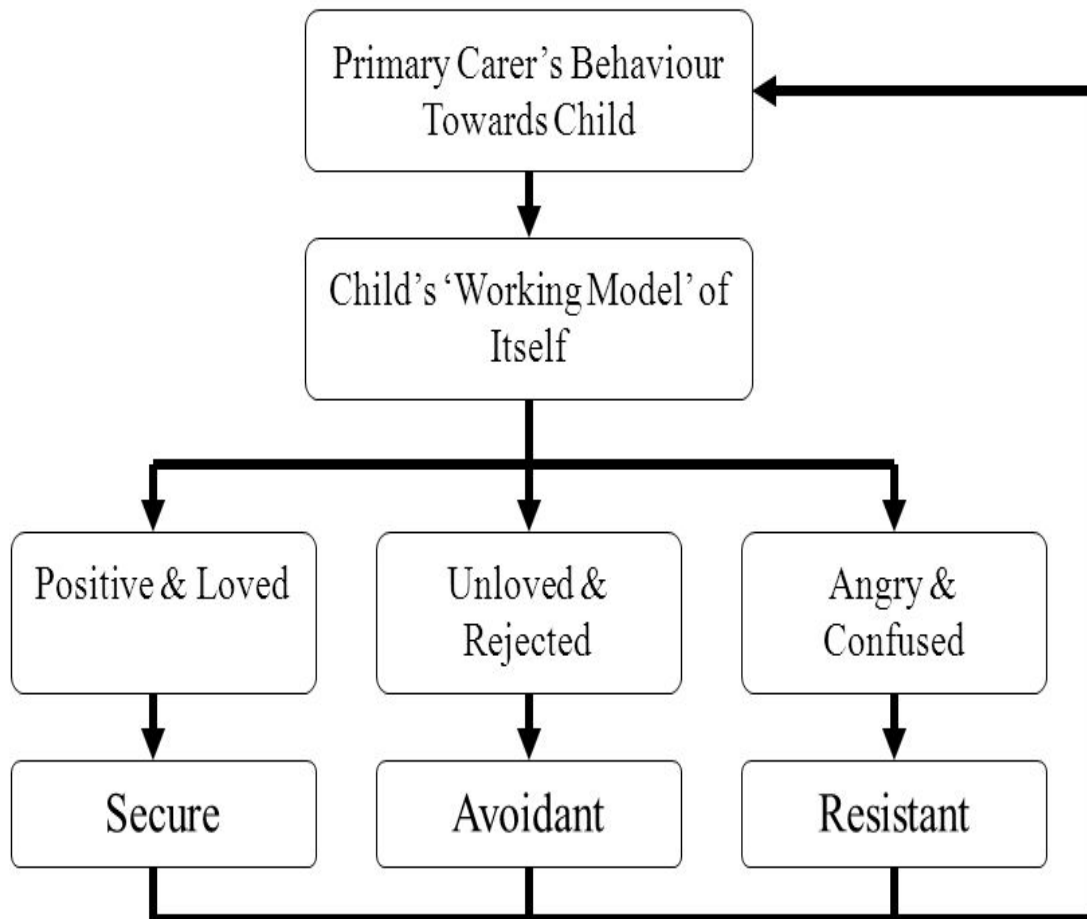 Primary Carer’s Behaviour
Towards Child
Child’s ‘Working Model’ of
Itself
Positive & Loved
Unloved &
Rejected
Angry &
Confused
Secure
Avoidant
Resistant